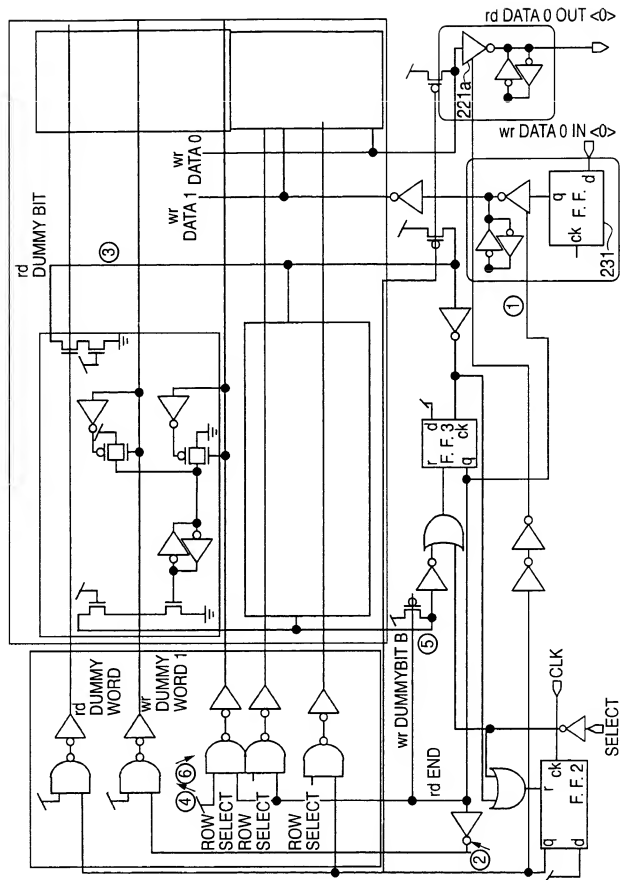 rd DATA 0 OUT <0>
221a
wr DATA 0 IN <0>
wr
DATA 0
wr
DATA 1
q
d
F. F.
ck
231
rd
DUMMY BIT
③
①
r
d
F. F. 3
q
ck
wr DUMMYBIT B
⑤
rd
DUMMY
WORD
wr
DUMMY
WORD 1
④
⑥
ROW
SELECT
ROW
SELECT
ROW
SELECT
rd END
②
CLK
SELECT
q
r
ck
F. F. 2
d